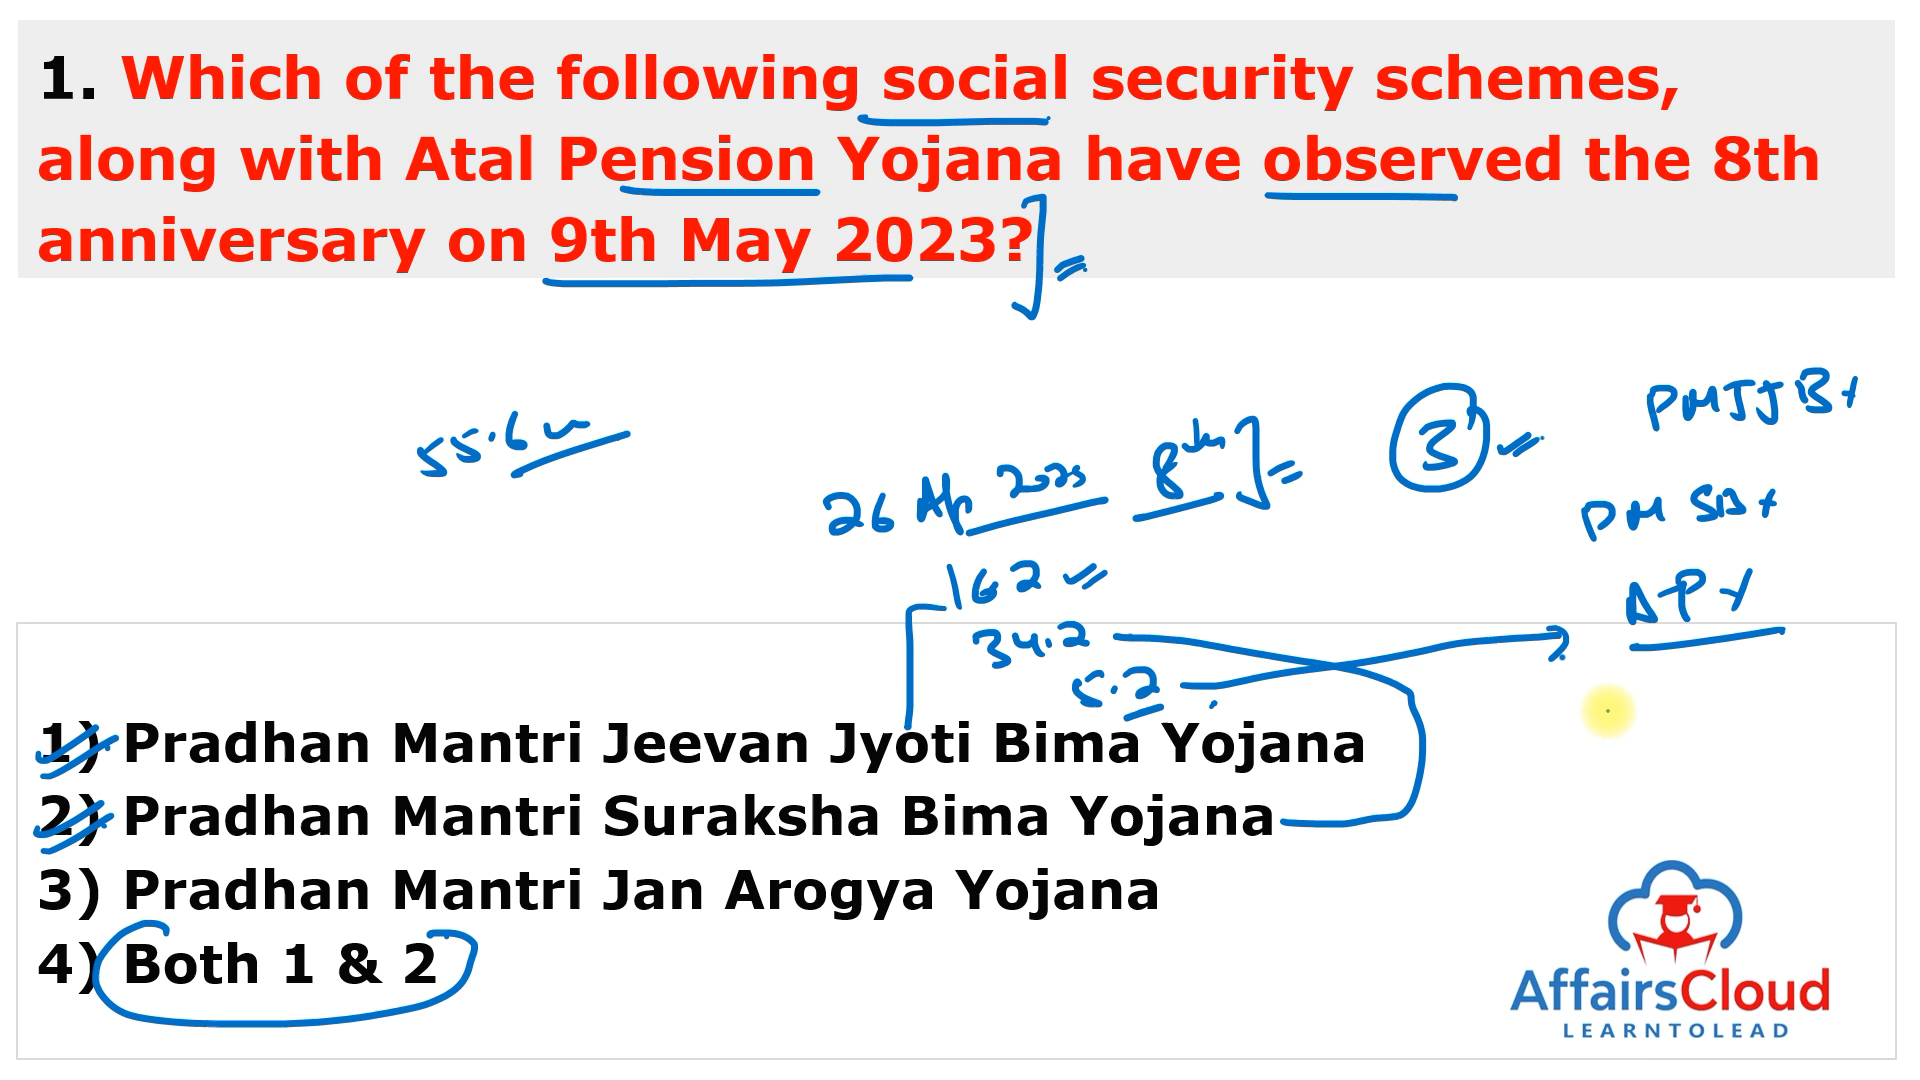 1. Which of the following social security schemes,
along with Atal Pension Yojana have observed the 8th
anniversary on 9th May 2023?
PMJJB+
55.6
26 Ap 2023 8th
3
PM SB+
162
APY
34.2
5.2
1) Pradhan Mantri Jeevan Jyoti Bima Yojana
2) Pradhan Mantri Suraksha Bima Yojana
3) Pradhan Mantri Jan Arogya Yojana
4) Both 1 & 2
AffairsCloud
LEARNTOLEAD